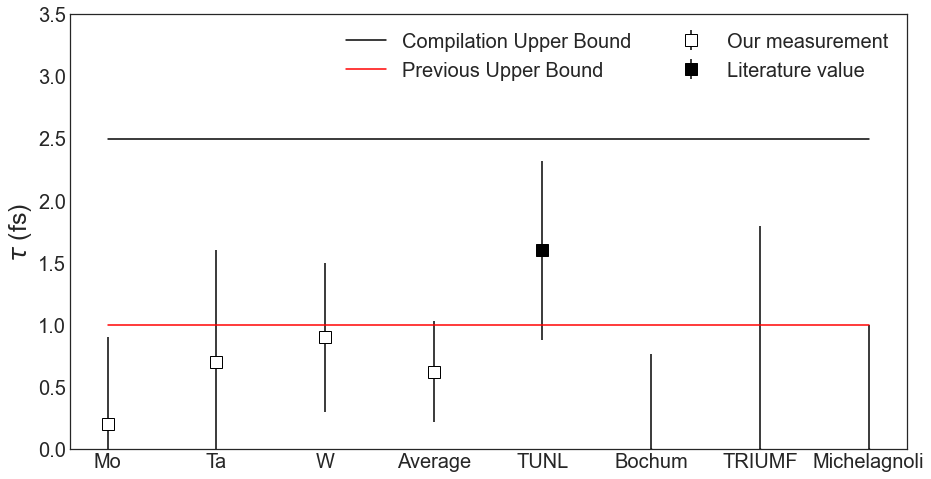 3.5
3.0
2.5
2.0
1.5
1.0
0.5
0.0
τ (fs)
Compilation Upper Bound
Previous Upper Bound
Our measurement
Literature value
Mo Ta W Average TUNL Bochum TRIUMF Michelagnoli